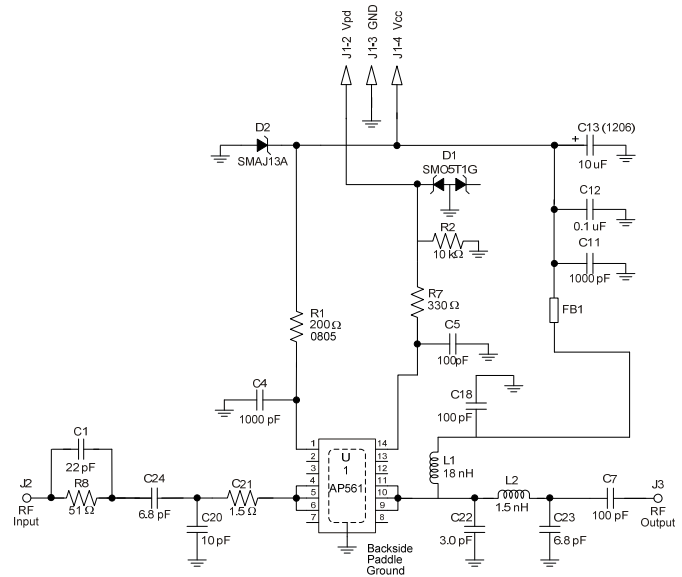 J1-2 Vpd
J1-3 GND
J1-4 Vcc
D2
SMAJ13A
D1
SMO5T1G
+
C13 (1206)
10 uF
C12
0.1 uF
C11
1000 pF
R2
10 kΩ
R7
330 Ω
R1
200 Ω
0805
FB1
C5
100pF
C4
1000 pF
C18
100 pF
C1
22 pF
J2
RF
Input
R8
51 Ω
C24
6.8 pF
C20
10 pF
C21
1.5 Ω
1
2
3
4
5
6
7
U
1
AP561
14
13
12
11
10
9
8
Backside
Paddle
Ground
L1
18 nH
L2
1.5 nH
C22
3.0 pF
C23
6.8 pF
C7
100 pF
J3
RF
Output